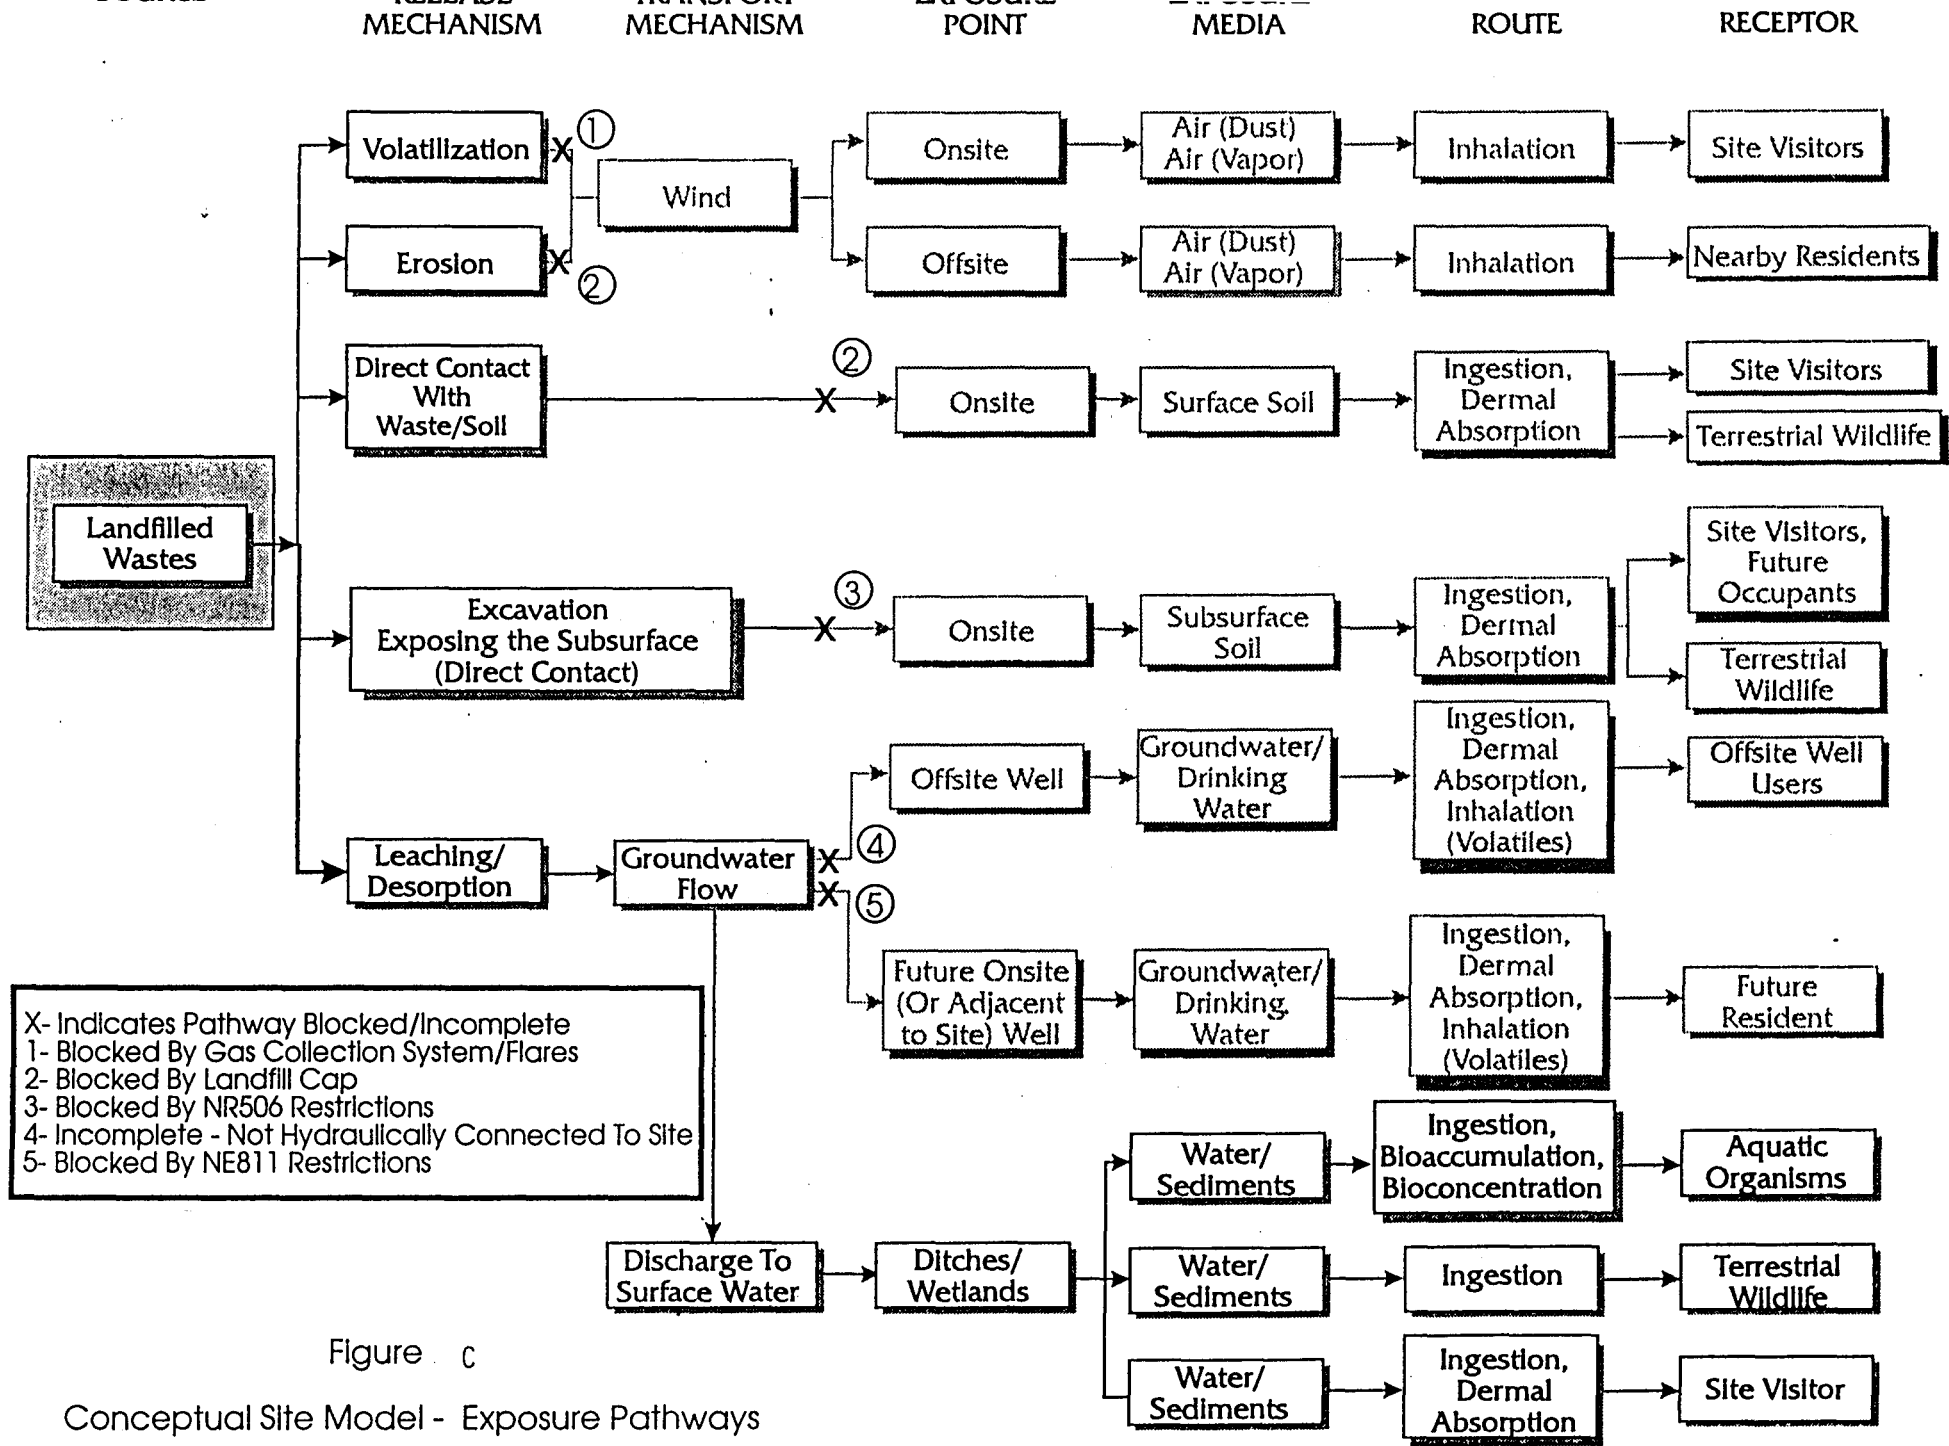 MECHANISM
MECHANISM
POINT
MEDIA
ROUTE
RECEPTOR
Volatilization
X
1
Wind
Onsite
Air (Dust)
Air (Vapor)
Inhalation
Site Visitors
Erosion
X
2
Offsite
Air (Dust)
Air (Vapor)
Inhalation
Nearby Residents
Direct Contact
With
Waste/Soil
X
2
Onsite
Surface Soil
Ingestion,
Dermal
Absorption
Site Visitors
Terrestrial Wildlife
Landfilled
Wastes
Excavation
Exposing the Subsurface
(Direct Contact)
X
3
Onsite
Subsurface
Soil
Ingestion,
Dermal
Absorption
Site Visitors,
Future
Occupants
Terrestrial
Wildlife
Leaching/
Desorption
Groundwater
Flow
X
4
Offsite Well
Groundwater/
Drinking
Water
Ingestion,
Dermal
Absorption,
Inhalation
(Volatiles)
Offsite Well
Users
X
5
Future Onsite
(Or Adjacent
to Site) Well
Groundwater/
Drinking
Water
Ingestion,
Dermal
Absorption,
Inhalation
(Volatiles)
Future
Resident
X- Indicates Pathway Blocked/Incomplete
1- Blocked By Gas Collection System/Flares
2- Blocked By Landfill Cap
3- Blocked By NR506 Restrictions
4- Incomplete - Not Hydraulically Connected To Site
5- Blocked By NE811 Restrictions
Discharge To
Surface Water
Ditches/
Wetlands
Water/
Sediments
Ingestion,
Bioaccumulation,
Bioconcentration
Aquatic
Organisms
Water/
Sediments
Ingestion
Terrestrial
Wildlife
Water/
Sediments
Ingestion,
Dermal
Absorption
Site Visitor
Figure C
Conceptual Site Model - Exposure Pathways